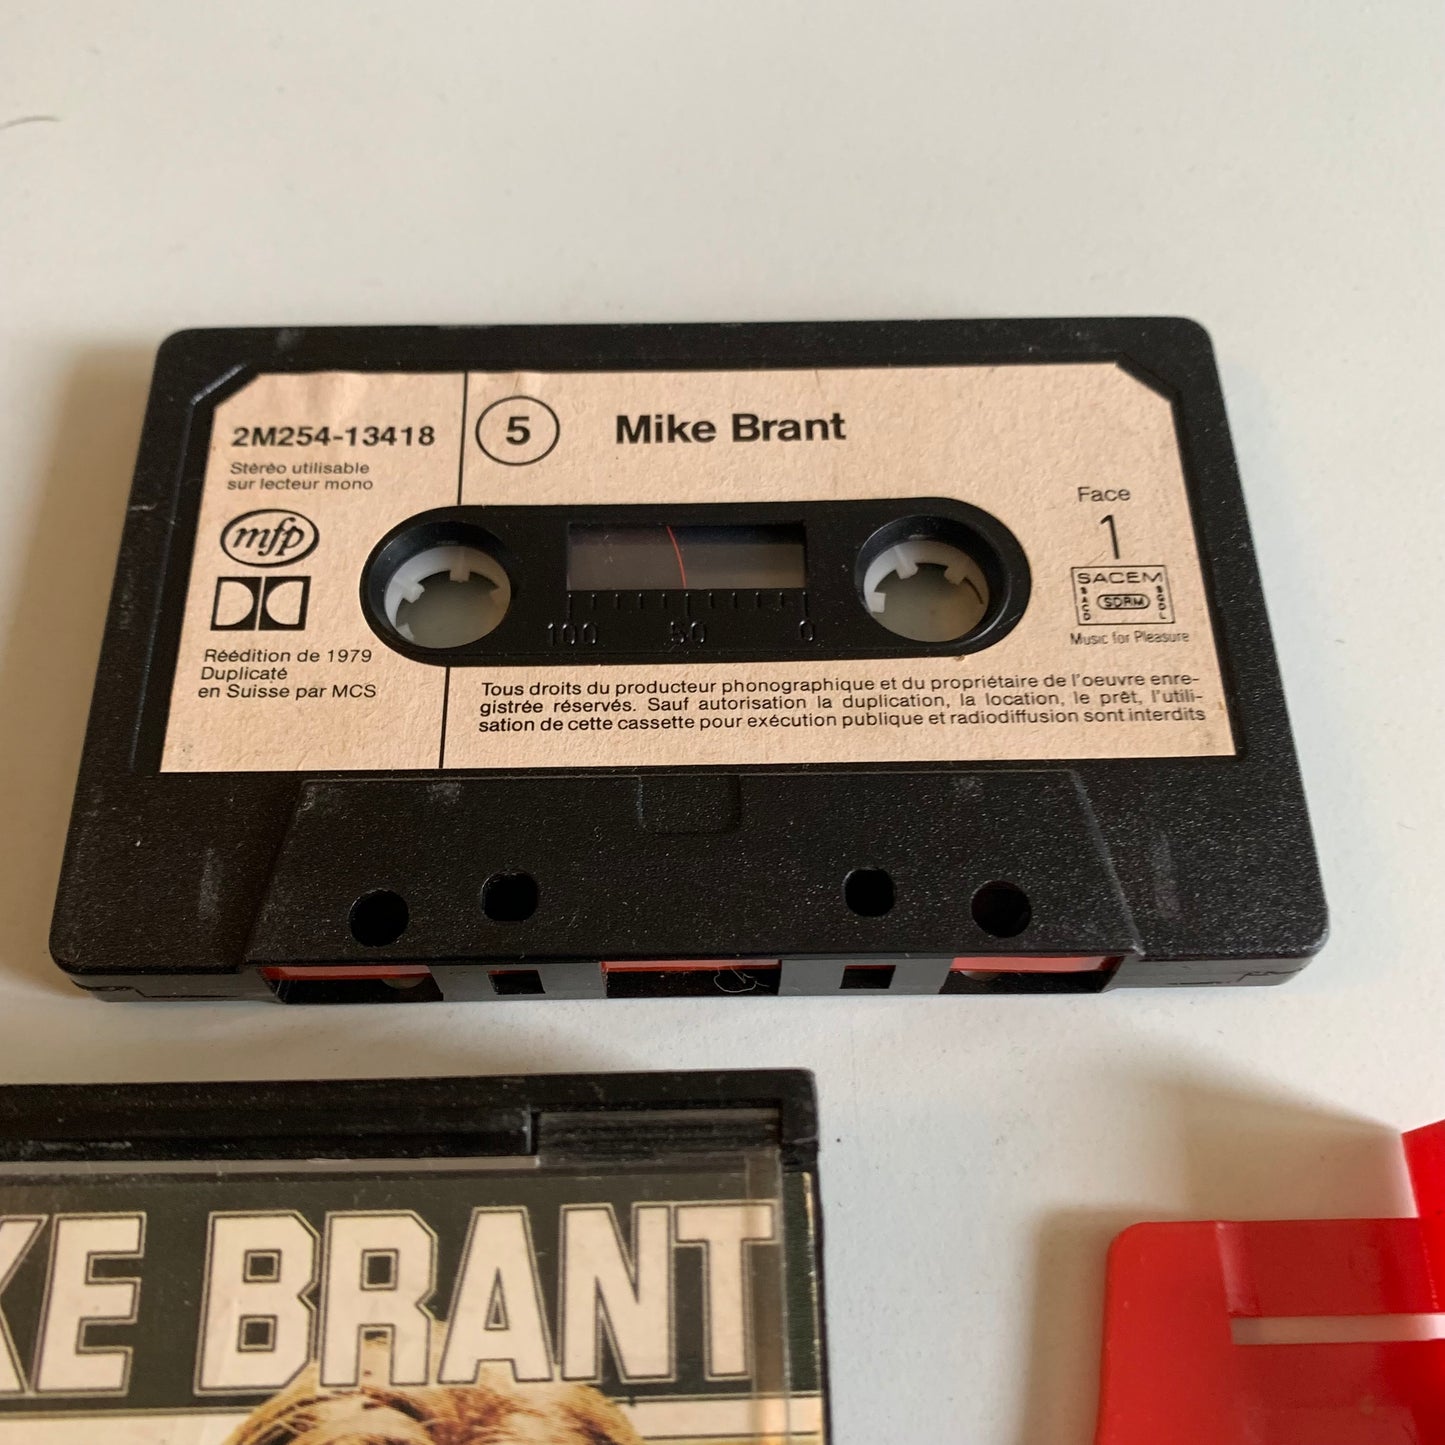 2M254-13418
Stéréo utilisable
sur lecteur mono
mfp
Réédition de 1979
Duplicaté
en Suisse par MCS
5
Mike Brant
Face
1
SACEM
SACD
SDRM
SGDL
Music for Pleasure
100 50 0
Tous droits du producteur phonographique et du propriétaire de l'oeuvre enre-
gistrée réservés. Sauf autorisation la duplication, la location, le prêt, l'utili-
sation de cette cassette pour exécution publique et radiodiffusion sont interdits
KE BRANT